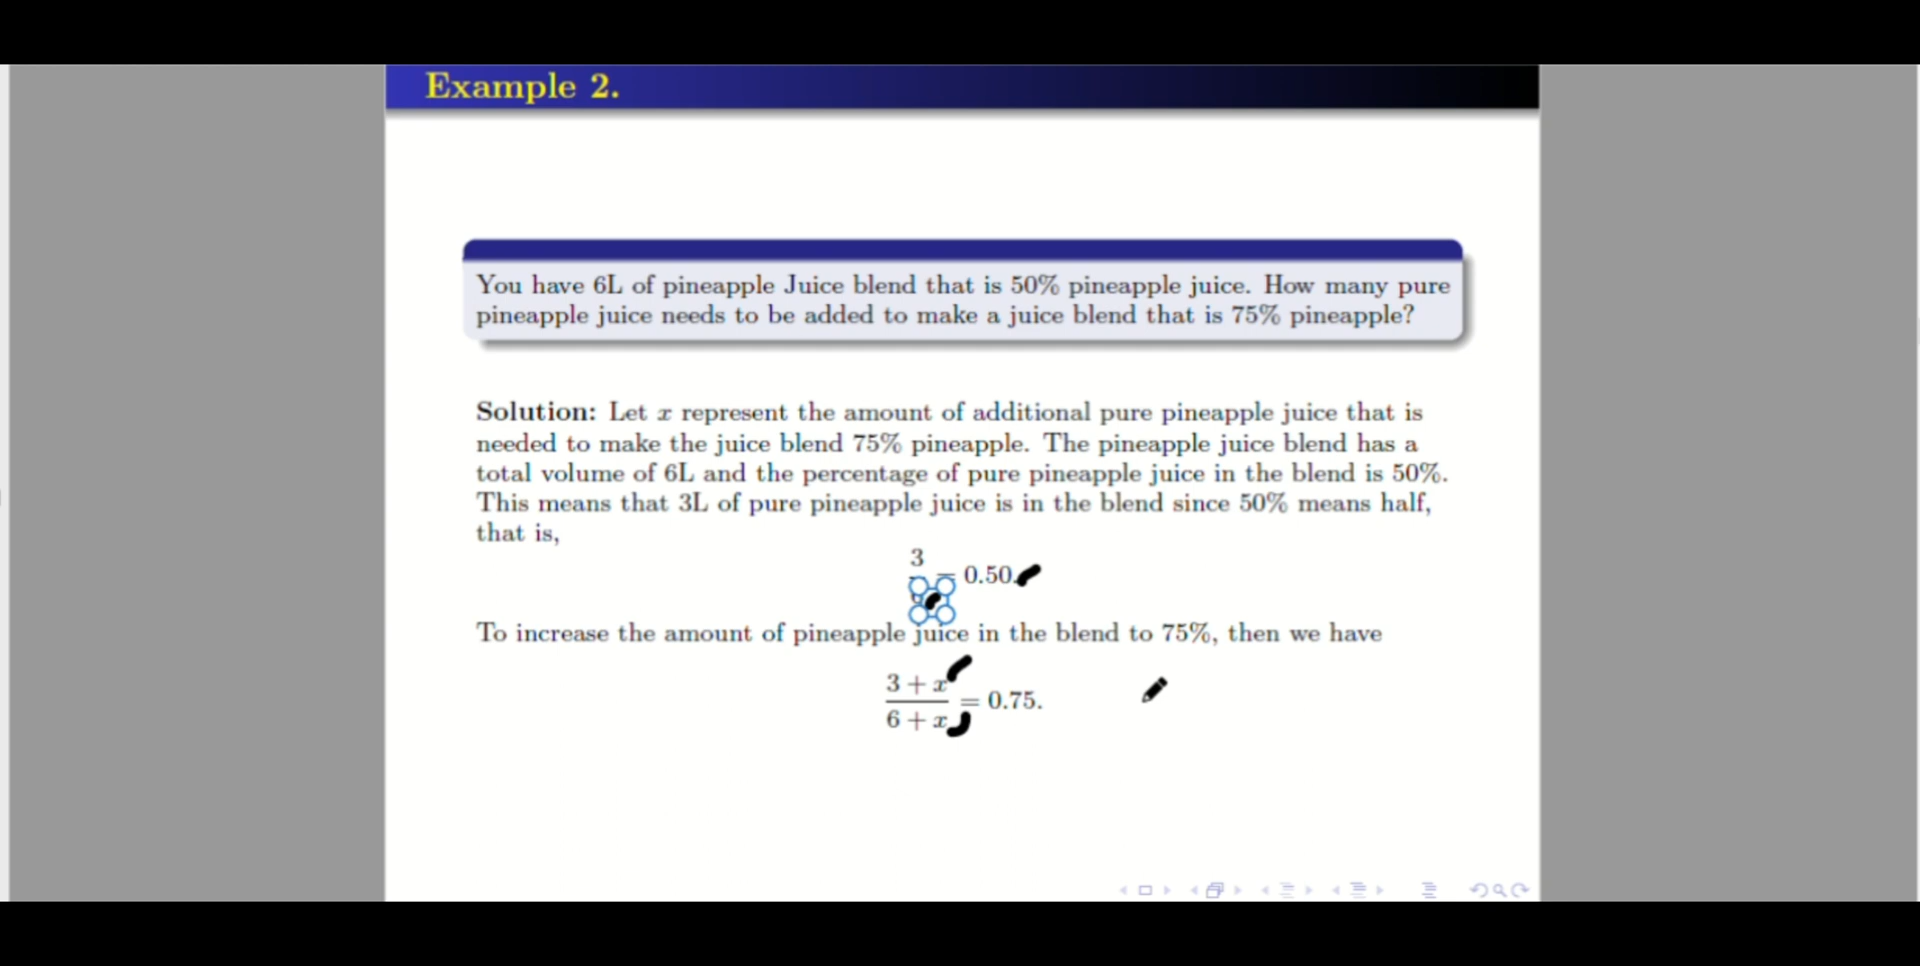 Example 2.
You have 6L of pineapple Juice blend that is 50% pineapple juice. How many pure
pineapple juice needs to be added to make a juice blend that is 75% pineapple?
Solution: Let x represent the amount of additional pure pineapple juice that is
needed to make the juice blend 75% pineapple. The pineapple juice blend has a
total volume of 6L and the percentage of pure pineapple juice in the blend is 50%.
This means that 3L of pure pineapple juice is in the blend since 50% means half,
that is,
3
= 0.50.
To increase the amount of pineapple juice in the blend to 75%, then we have
3 + x
= 0.75.
6 + x